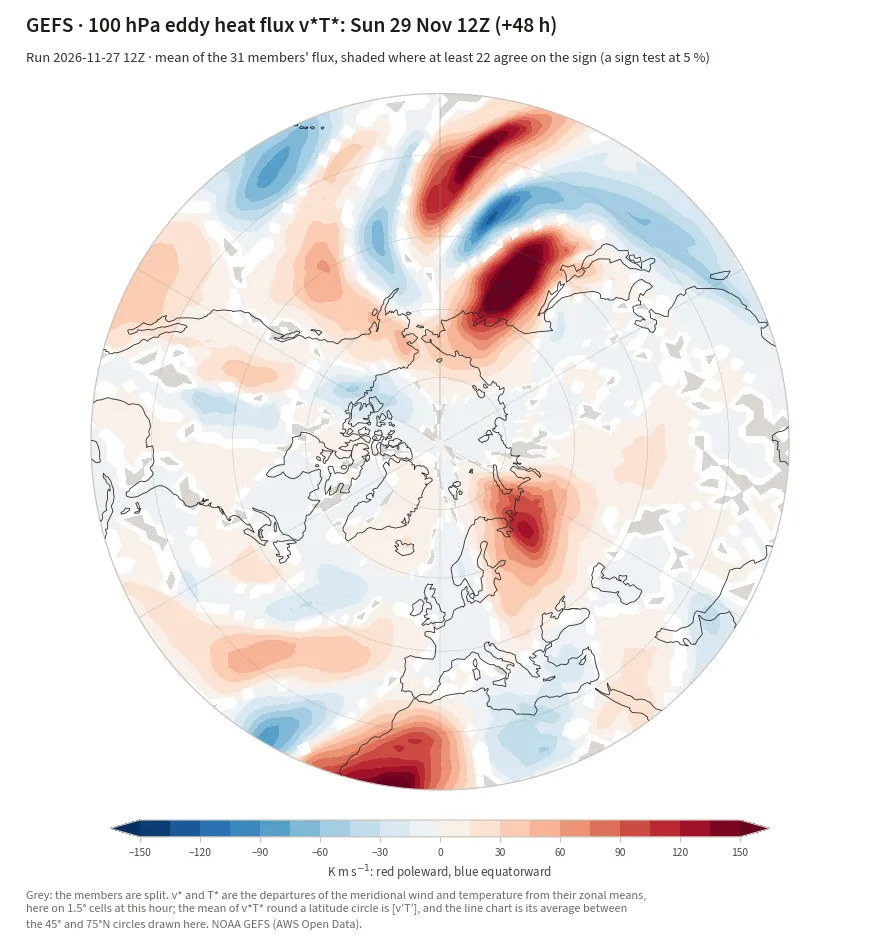 GEFS · 100 hPa eddy heat flux v*T*: Sun 29 Nov 12Z (+48 h)
Run 2026-11-27 12Z · mean of the 31 members' flux, shaded where at least 22 agree on the sign (a sign test at 5 %)
−150 −120 −90 −60 −30 0 30 60 90 120 150
K m s⁻¹: red poleward, blue equatorward
Grey: the members are split. v* and T* are the departures of the meridional wind and temperature from their zonal means,
here on 1.5° cells at this hour; the mean of v*T* round a latitude circle is [v'T'], and the line chart is its average between
the 45° and 75°N circles drawn here. NOAA GEFS (AWS Open Data).